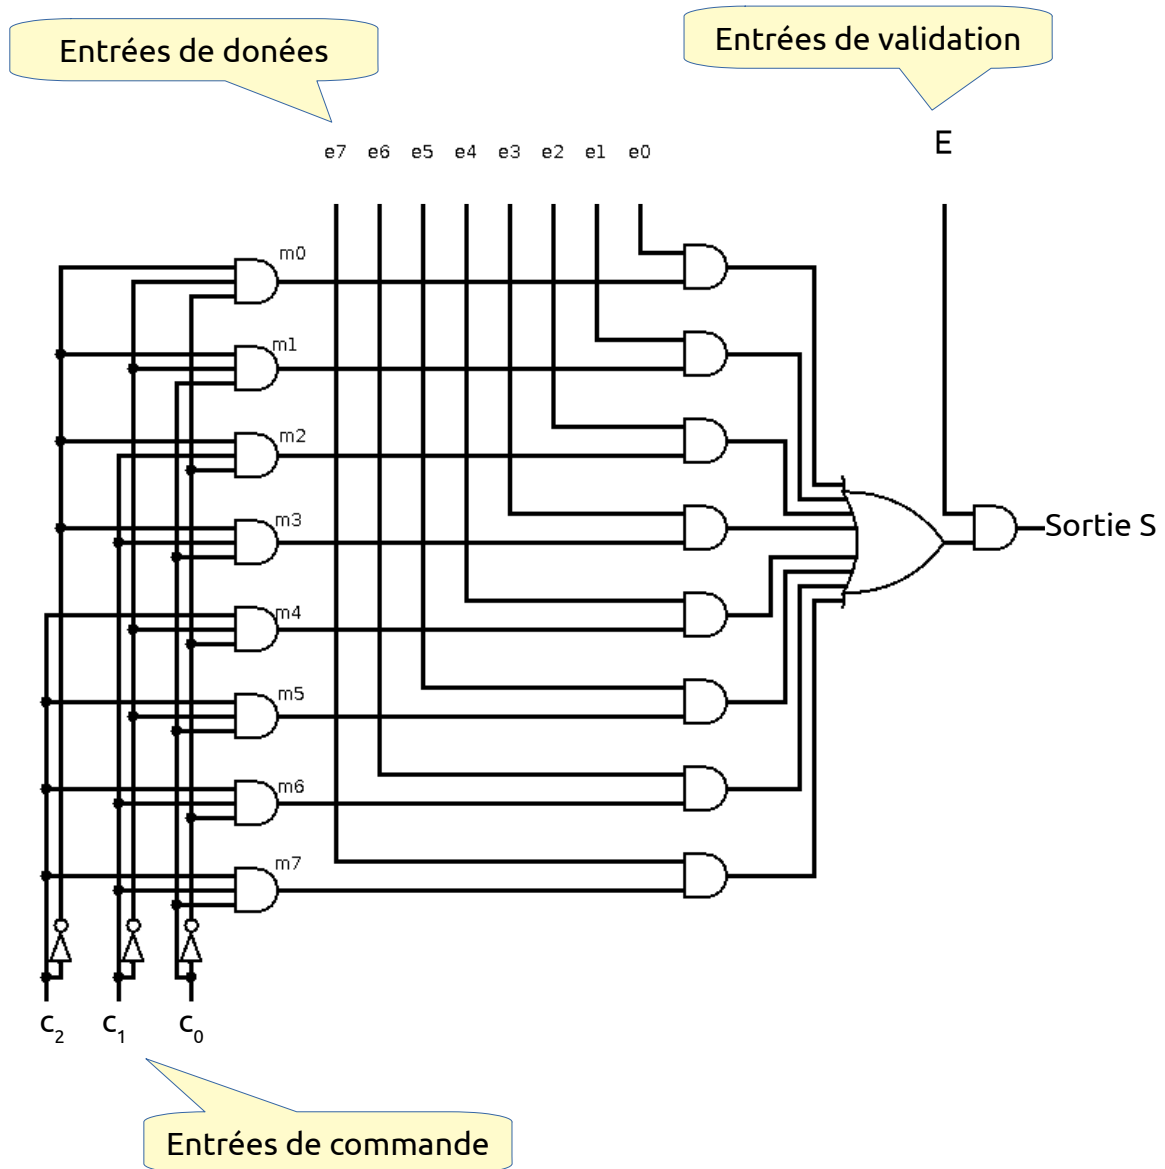 Entrées de donées
Entrées de validation
e7 e6 e5 e4 e3 e2 e1 e0
E
m0
m1
m2
m3
m4
m5
m6
m7
Sortie S
c2 c1 c0
Entrées de commande